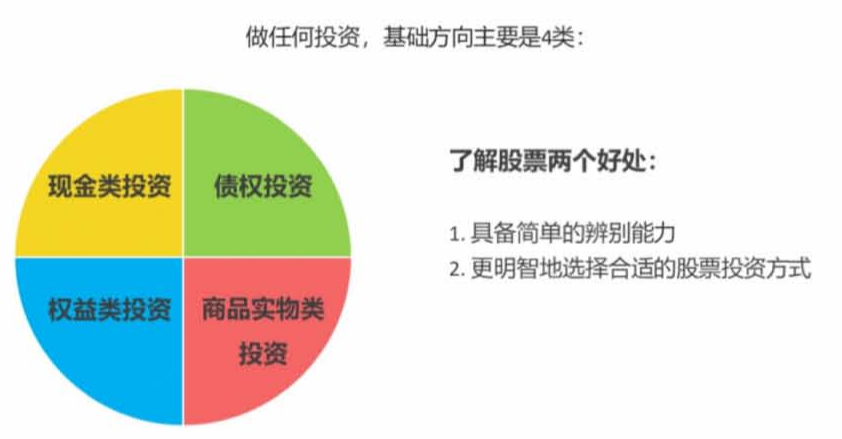 做任何投资，基础方向主要是4类：
现金类投资
债权投资
权益类投资
商品实物类
投资
了解股票两个好处：
1. 具备简单的辨别能力
2. 更明智地选择合适的股票投资方式